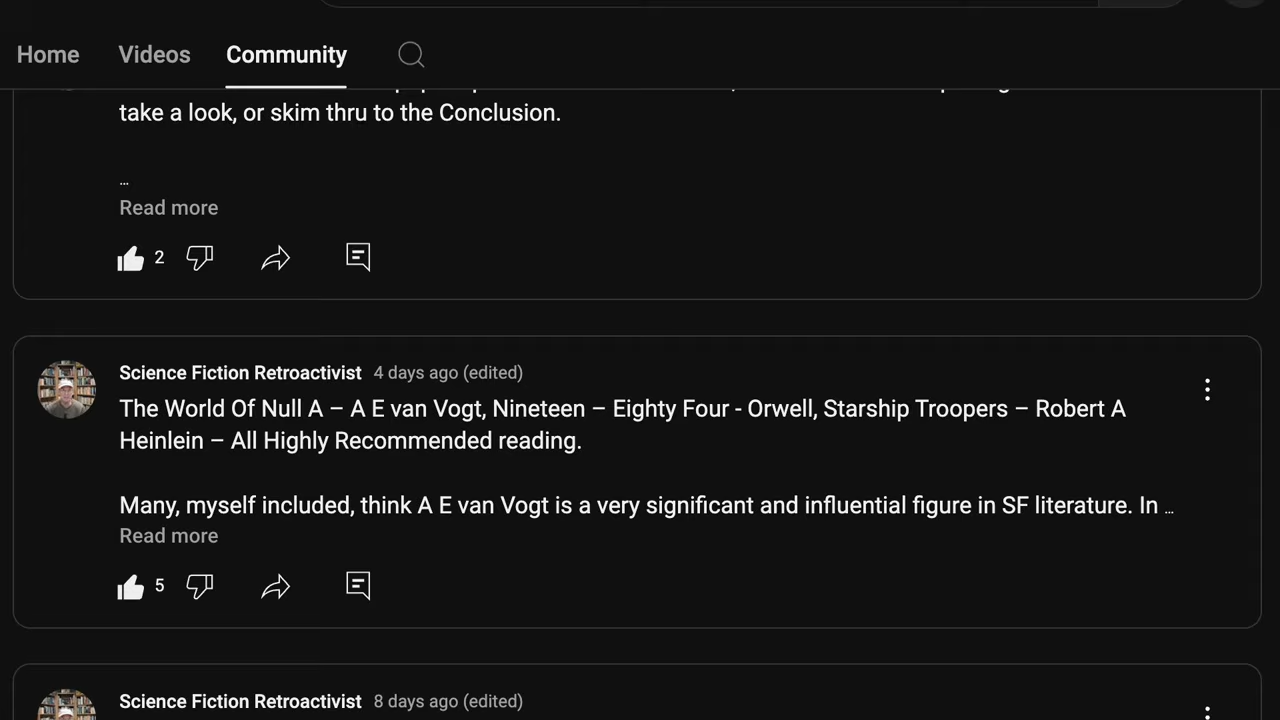 Home Videos Community
take a look, or skim thru to the Conclusion.
...
Read more
2
Science Fiction Retroactivist 4 days ago (edited)
The World Of Null A – A E van Vogt, Nineteen – Eighty Four - Orwell, Starship Troopers – Robert A
Heinlein – All Highly Recommended reading.
Many, myself included, think A E van Vogt is a very significant and influential figure in SF literature. In ...
Read more
5
Science Fiction Retroactivist 8 days ago (edited)